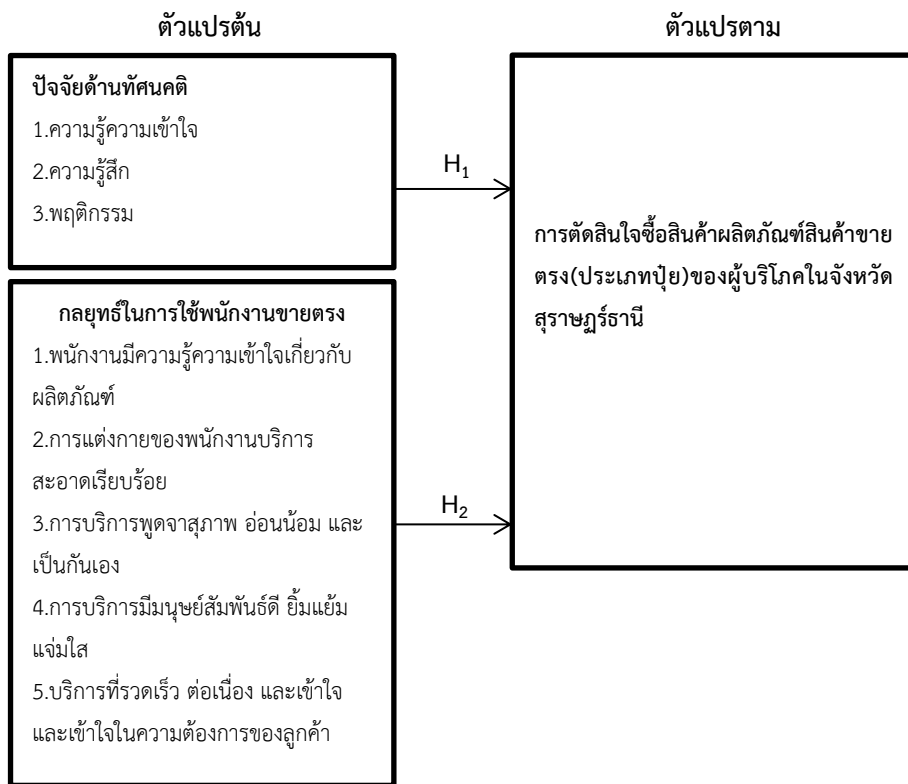 ตัวแปรต้น
ปัจจัยด้านทัศนคติ
1.ความรู้ความเข้าใจ
2.ความรู้สึก
3.พฤติกรรม
กลยุทธ์ในการใช้พนักงานขายตรง
1.พนักงานมีความรู้ความเข้าใจเกี่ยวกับ
ผลิตภัณฑ์
2.การแต่งกายของพนักงานบริการ
สะอาดเรียบร้อย
3.การบริการพูดจาสุภาพ อ่อนน้อม และ
เป็นกันเอง
4.การบริการมีมนุษย์สัมพันธ์ดี ยิ้มแย้ม
แจ่มใส
5.บริการที่รวดเร็ว ต่อเนื่อง และเข้าใจ
และเข้าใจในความต้องการของลูกค้า
H₁
H₂
ตัวแปรตาม
การตัดสินใจซื้อสินค้าผลิตภัณฑ์สินค้าขาย
ตรง(ประเภทปุ๋ย)ของผู้บริโภคในจังหวัด
สุราษฏร์ธานี